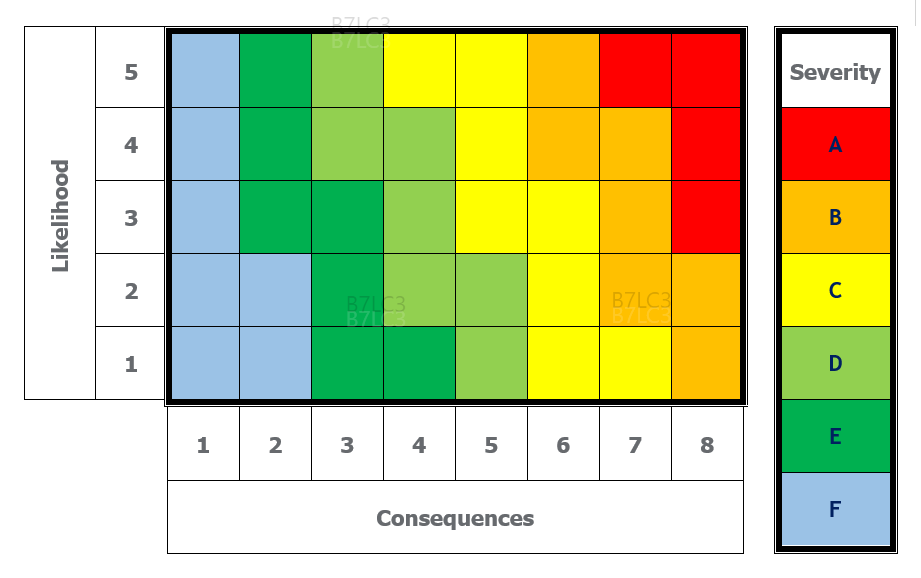 B7LC3
B7LC3
5
Severity
4
A
Likelihood
3
B
B7LC3
B7LC3
B7LC3
B7LC3
2
C
1
D
1 2 3 4 5 6 7 8
E
Consequences
F